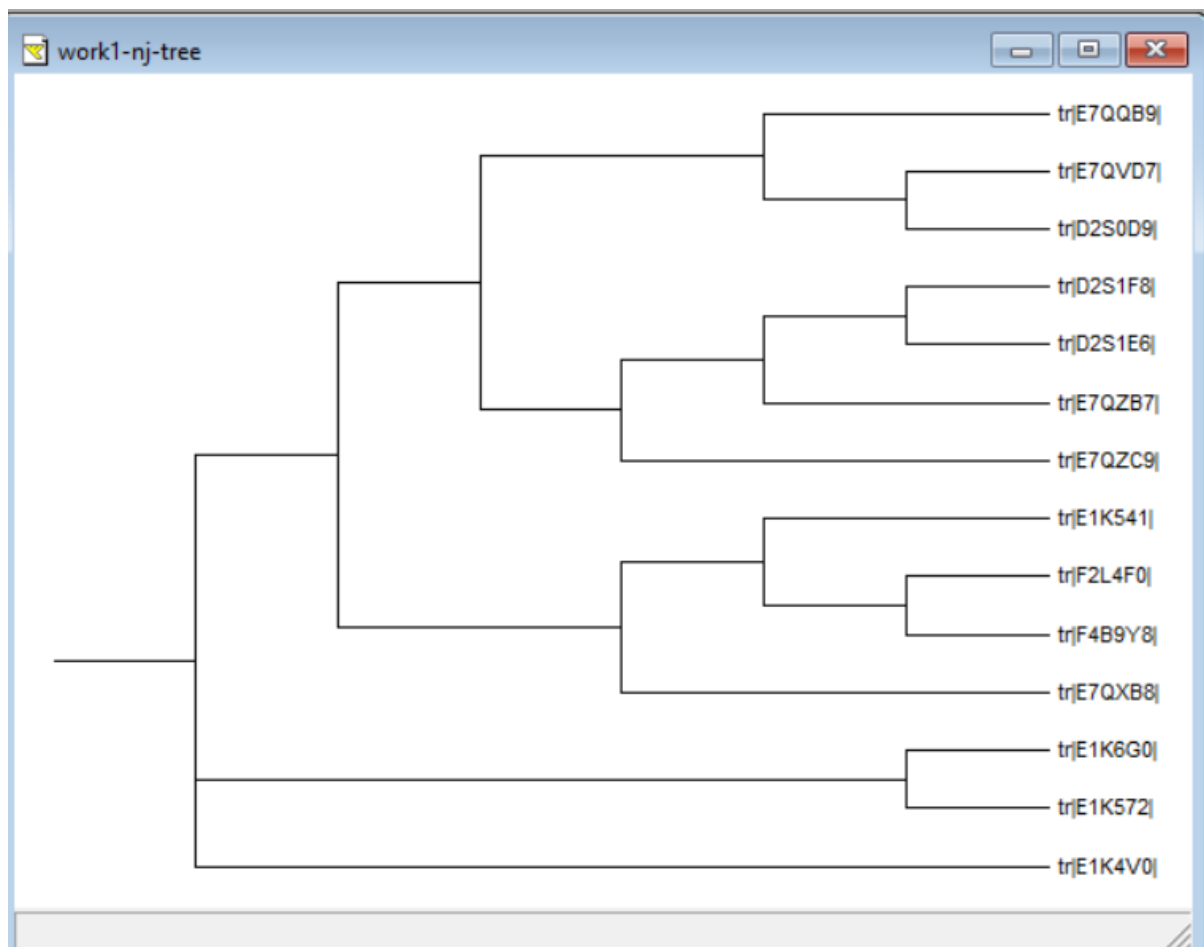 work1-nj-tree
tr|E7QQB9|
tr|E7QVD7|
tr|D2S0D9|
tr|D2S1F8|
tr|D2S1E6|
tr|E7QZB7|
tr|E7QZC9|
tr|E1K541|
tr|F2L4F0|
tr|F4B9Y8|
tr|E7QXB8|
tr|E1K6G0|
tr|E1K572|
tr|E1K4V0|